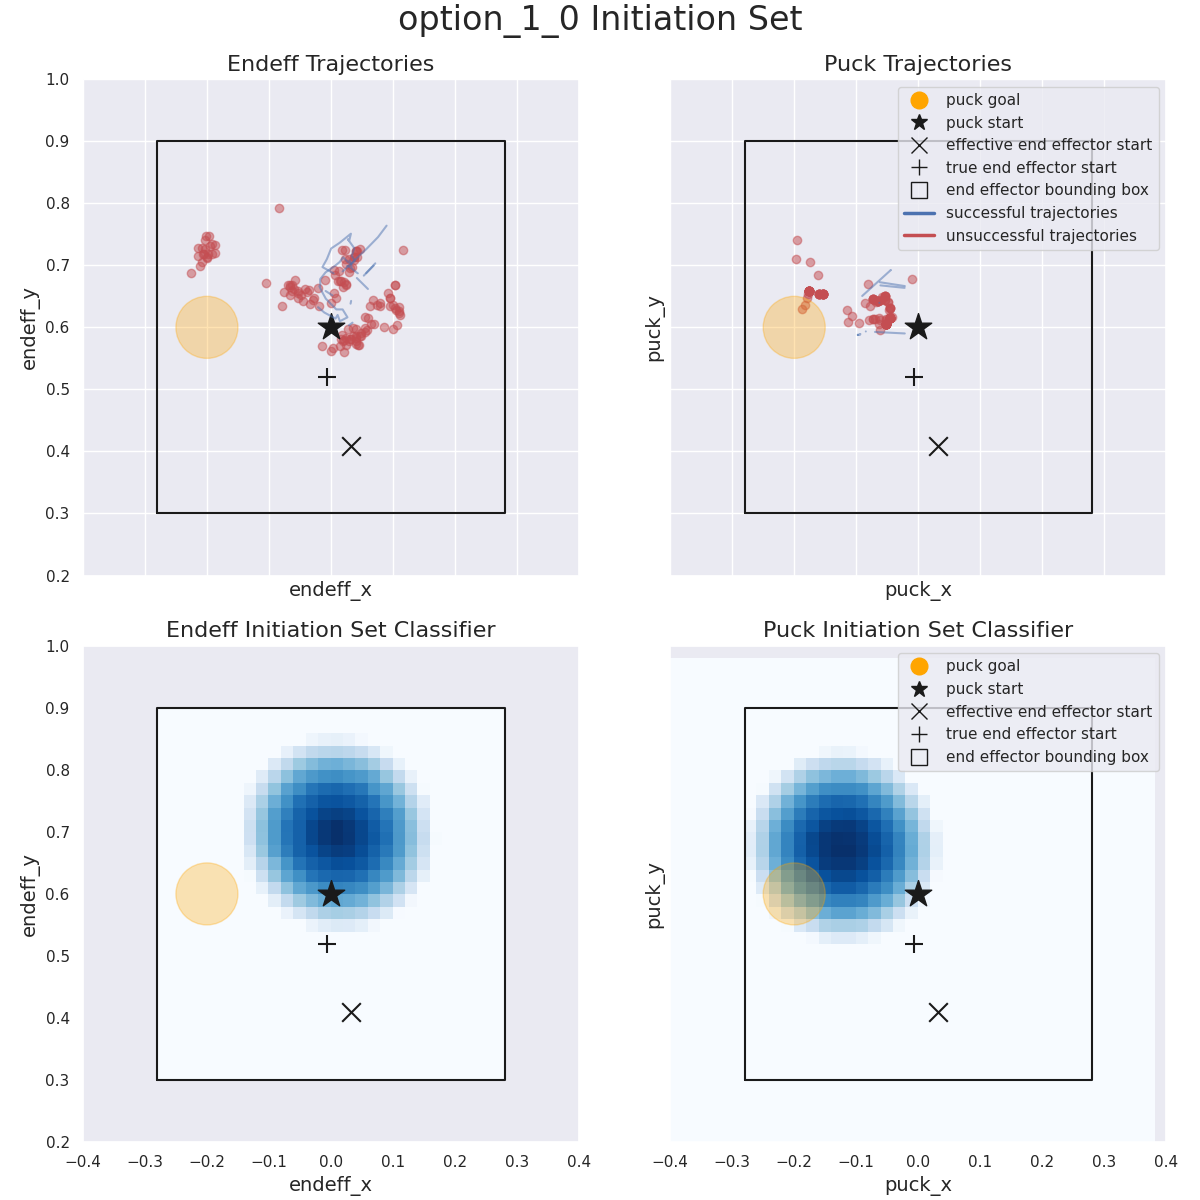 option_1_0 Initiation Set
Endeff Trajectories
Puck Trajectories
1.0
0.9
0.8
0.7
0.6
0.5
0.4
0.3
0.2
endeff_y
endeff_x
puck_y
puck_x
puck goal
puck start
effective end effector start
true end effector start
end effector bounding box
successful trajectories
unsuccessful trajectories
Endeff Initiation Set Classifier
Puck Initiation Set Classifier
1.0
0.9
0.8
0.7
0.6
0.5
0.4
0.3
0.2
endeff_y
−0.4 −0.3 −0.2 −0.1 0.0 0.1 0.2 0.3 0.4
endeff_x
puck_y
puck goal
puck start
effective end effector start
true end effector start
end effector bounding box
−0.4 −0.3 −0.2 −0.1 0.0 0.1 0.2 0.3 0.4
puck_x